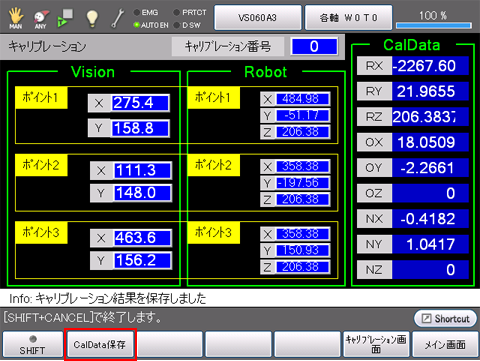 MAN
ANY
EMG
AUTO EN
PRTCT
D SW
VS060A3
各軸 W 0 T 0
100 %
キャリブレーション
キャリブレーション番号
0
CalData
Vision
Robot
ポイント1
X 275.4
Y 158.8
ポイント1
X 484.98
Y -51.17
Z 206.38
ポイント2
X 111.3
Y 148.0
ポイント2
X 358.38
Y -197.56
Z 206.38
ポイント3
X 463.6
Y 156.2
ポイント3
X 358.38
Y 150.93
Z 206.38
RX -2267.60
RY 21.9655
RZ 206.3837
OX 18.0509
OY -2.2661
OZ 0
NX -0.4182
NY 1.0417
NZ 0
Info: キャリブレーション結果を保存しました
[SHIFT+CANCEL]で終了します。
Shortcut
SHIFT
CalData保存
キャリブレーション画面
メイン画面